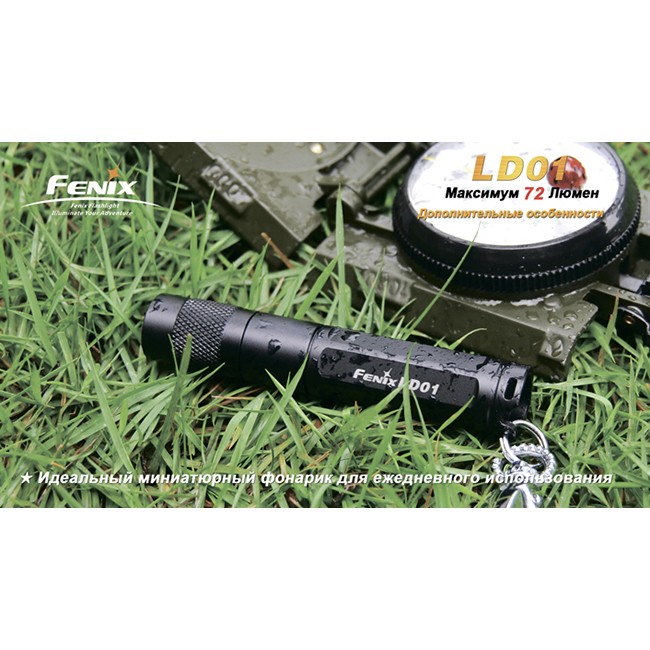 FENIX
Fenix Flashlight
Illuminate Your Adventure
LD01
Максимум 72 Люмен
Дополнительные особенности
FENIX LD01
★ Идеальный миниатюрный фонарик для ежедневного использования